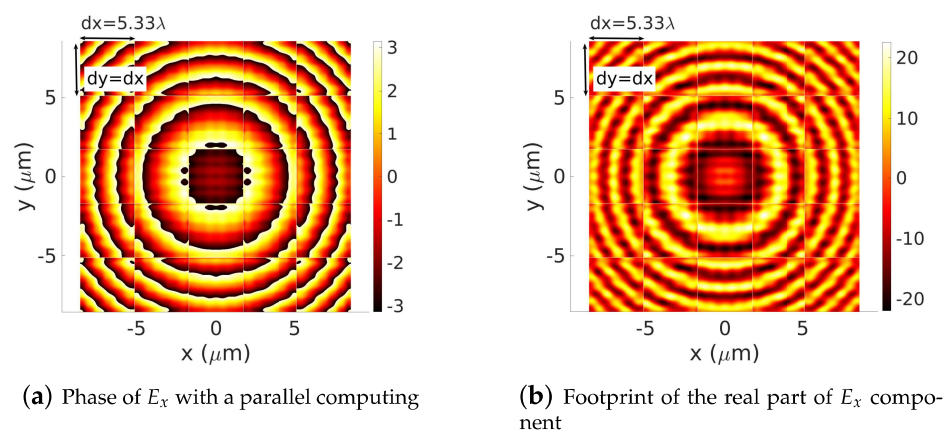 dx=5.33λ
dy=dx
5
0
-5
y (μm)
-5
0
5
x (μm)
3
2
1
0
-1
-2
-3
(a) Phase of Ex with a parallel computing
dx=5.33λ
dy=dx
5
0
-5
y (μm)
-5
0
5
x (μm)
20
10
0
-10
-20
(b) Footprint of the real part of Ex compo-
nent